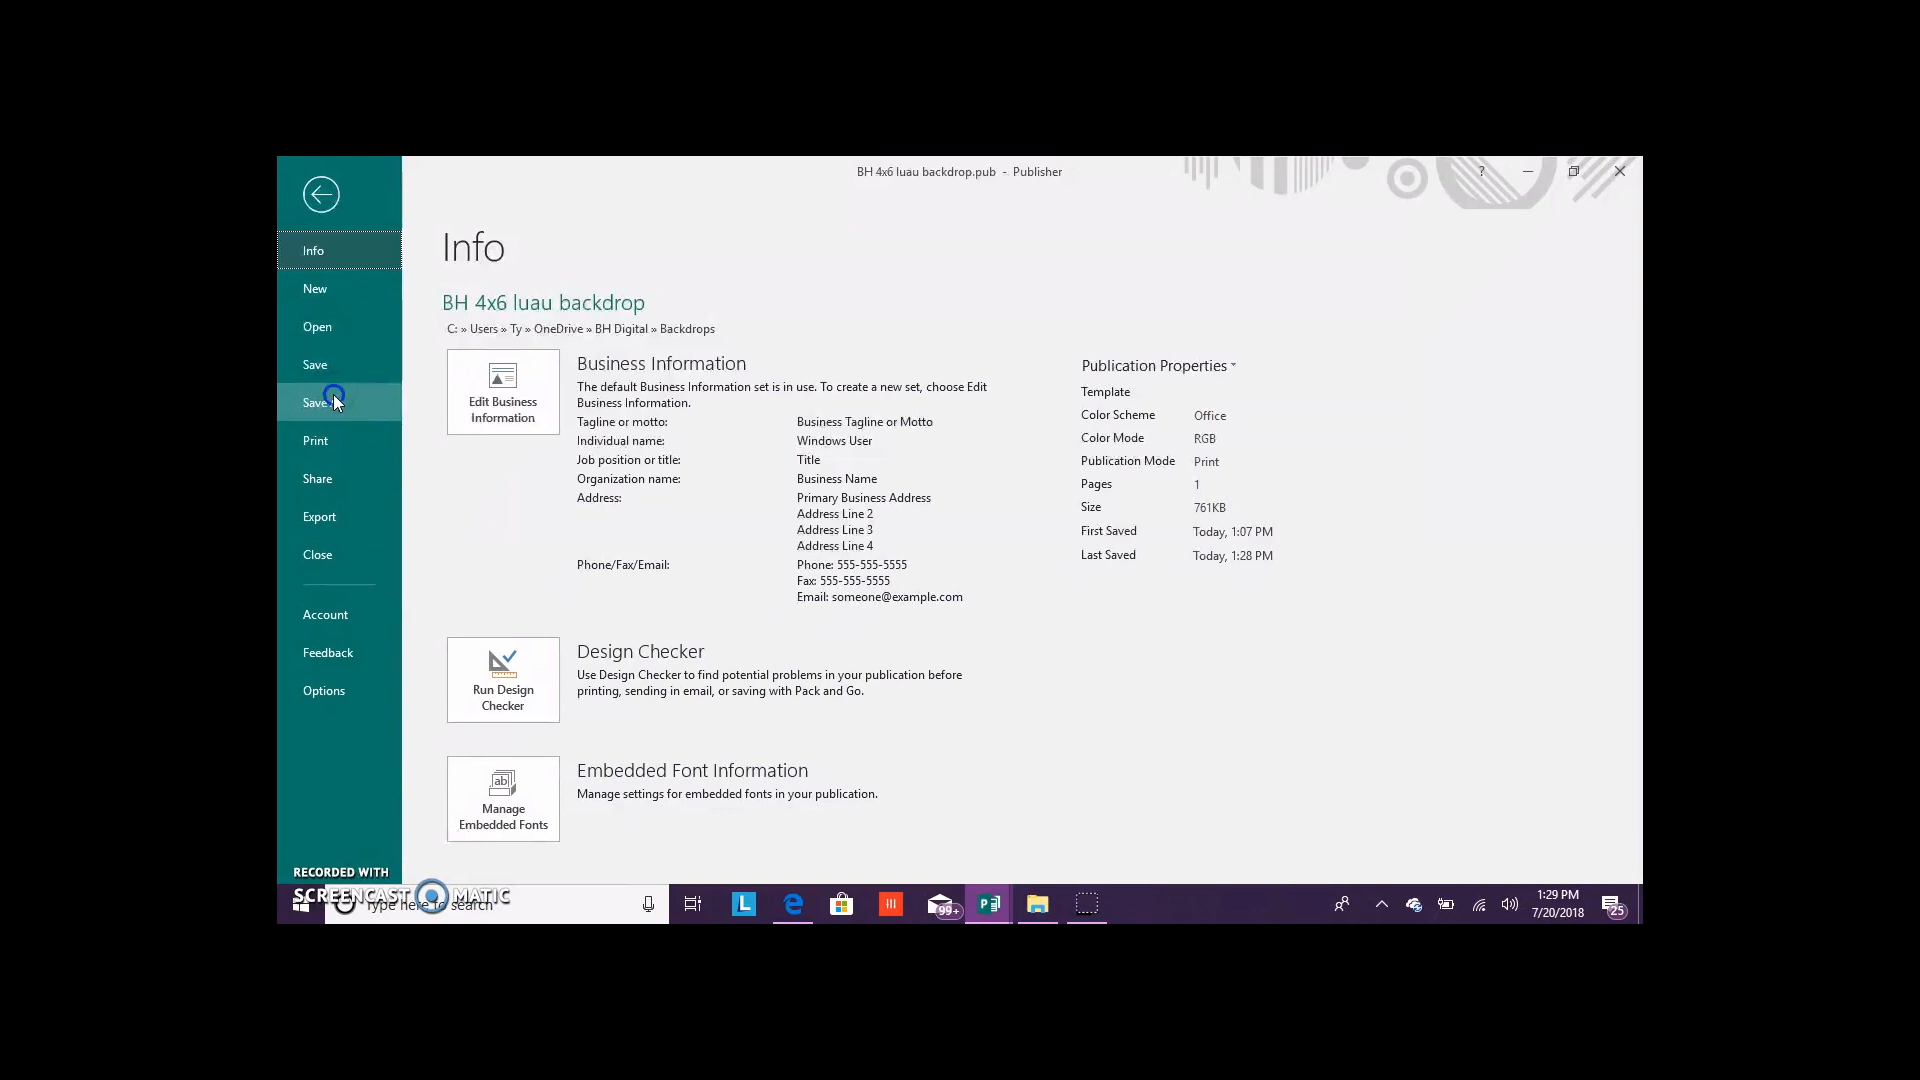 BH 4x6 luau backdrop.pub - Publisher
?
Info
New
Open
Save
Save
Print
Share
Export
Close
Account
Feedback
Options
Info
BH 4x6 luau backdrop
C: » Users » Ty » OneDrive » BH Digital » Backdrops
Edit Business
Information
Business Information
The default Business Information set is in use. To create a new set, choose Edit
Business Information.
Tagline or motto: Business Tagline or Motto
Individual name: Windows User
Job position or title: Title
Organization name: Business Name
Address: Primary Business Address
Address Line 2
Address Line 3
Address Line 4
Phone/Fax/Email: Phone: 555-555-5555
Fax: 555-555-5555
Email: someone@example.com
Publication Properties
Template
Color Scheme Office
Color Mode RGB
Publication Mode Print
Pages 1
Size 761KB
First Saved Today, 1:07 PM
Last Saved Today, 1:28 PM
Run Design
Checker
Design Checker
Use Design Checker to find potential problems in your publication before
printing, sending in email, or saving with Pack and Go.
ab
Manage
Embedded Fonts
Embedded Font Information
Manage settings for embedded fonts in your publication.
RECORDED WITH
SCREENCAST MATIC
Type here to search
L
99+
P
1:29 PM
7/20/2018
25